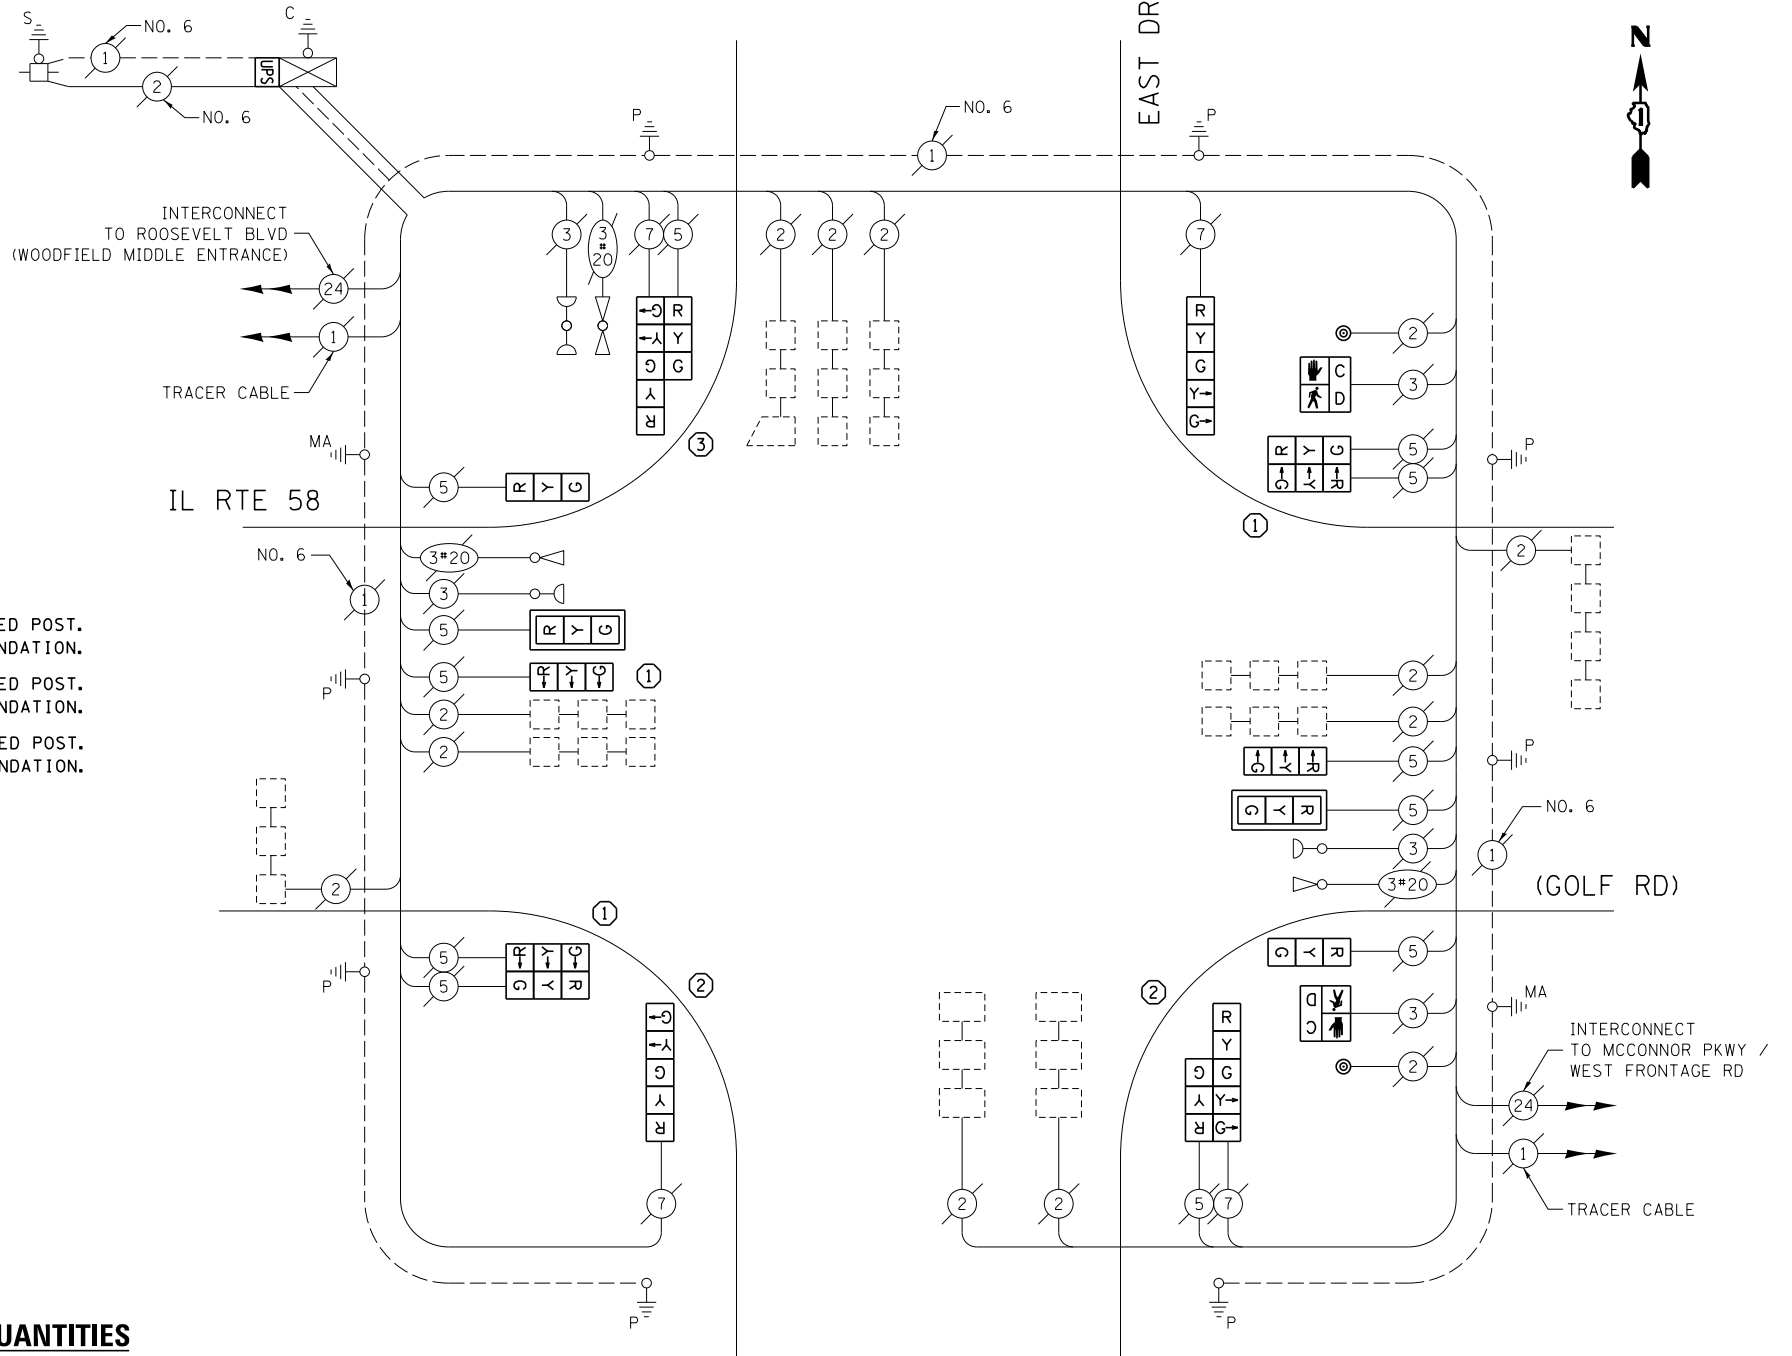 S
NO. 6
1
2
NO. 6
C
UPS
EAST DR
N
1
P
NO. 6
1
P
INTERCONNECT
TO ROOSEVELT BLVD
(WOODFIELD MIDDLE ENTRANCE)
24
1
TRACER CABLE
3
3#20
7
5
2
2
2
7
G R
Y Y
G G
Y
R
3
R
Y
G
Y
G
2
C
D
3
R Y G
G Y R
5
5
P
1
MA
IL RTE 58
5
R Y G
NO. 6
1
3#20
3
5
R Y G
5
R Y G
1
2
2
P
2
2
2
G Y R
5
P
G Y R
5
3
3#20
NO. 6
1
(GOLF RD)
ED POST.
NDATION.
ED POST.
NDATION.
ED POST.
NDATION.
2
1
5
5
R Y G
G Y R
P
2
G
Y
G
Y
R
7
P
2
2
2
R
Y
G G
Y Y
R G
5
7
P
G Y R
5
D
C
3
2
MA
INTERCONNECT
TO MCCONNOR PKWY /
WEST FRONTAGE RD
24
1
TRACER CABLE
UANTITIES